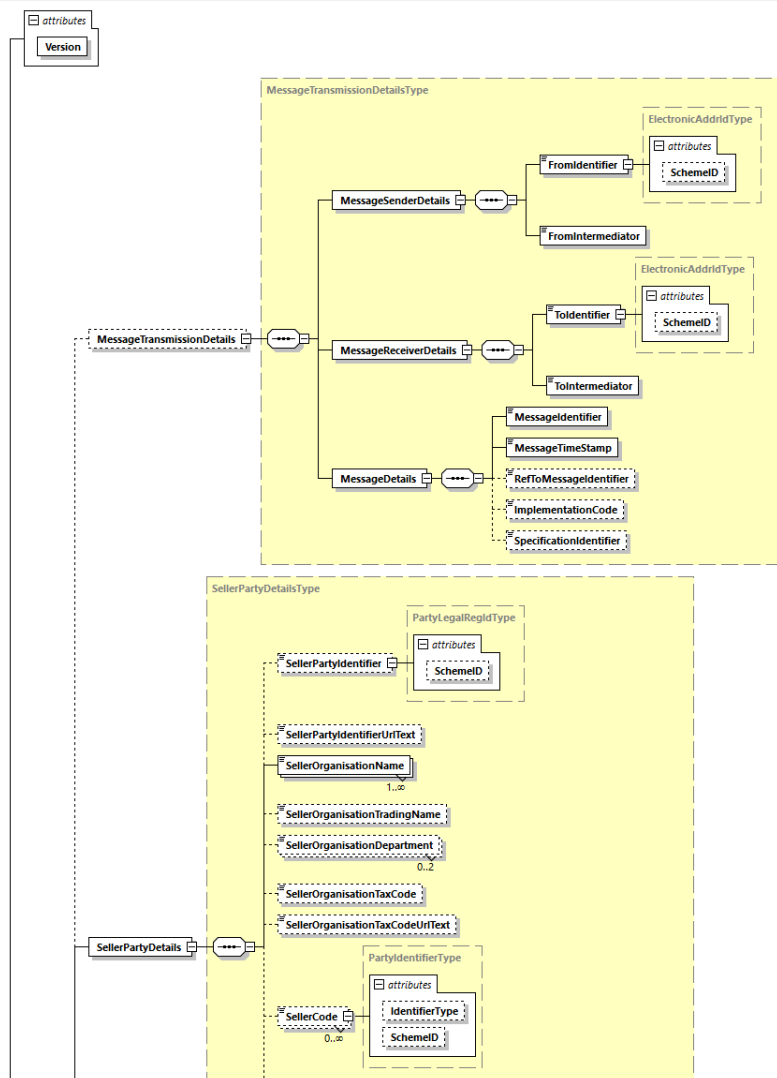 attributes
Version
MessageTransmissionDetailsType
ElectronicAddrIdType
attributes
FromIdentifier
SchemeID
MessageSenderDetails
FromIntermediator
ElectronicAddrIdType
attributes
ToIdentifier
SchemeID
MessageTransmissionDetails
MessageReceiverDetails
ToIntermediator
MessageIdentifier
MessageTimeStamp
MessageDetails
RefToMessageIdentifier
ImplementationCode
SpecificationIdentifier
SellerPartyDetailsType
PartyLegalRegIdType
attributes
SellerPartyIdentifier
SchemeID
SellerPartyIdentifierUrlText
SellerOrganisationName
1..∞
SellerOrganisationTradingName
SellerOrganisationDepartment
0..2
SellerOrganisationTaxCode
SellerOrganisationTaxCodeUrlText
SellerPartyDetails
PartyIdentifierType
attributes
IdentifierType
SellerCode
SchemeID
0..∞